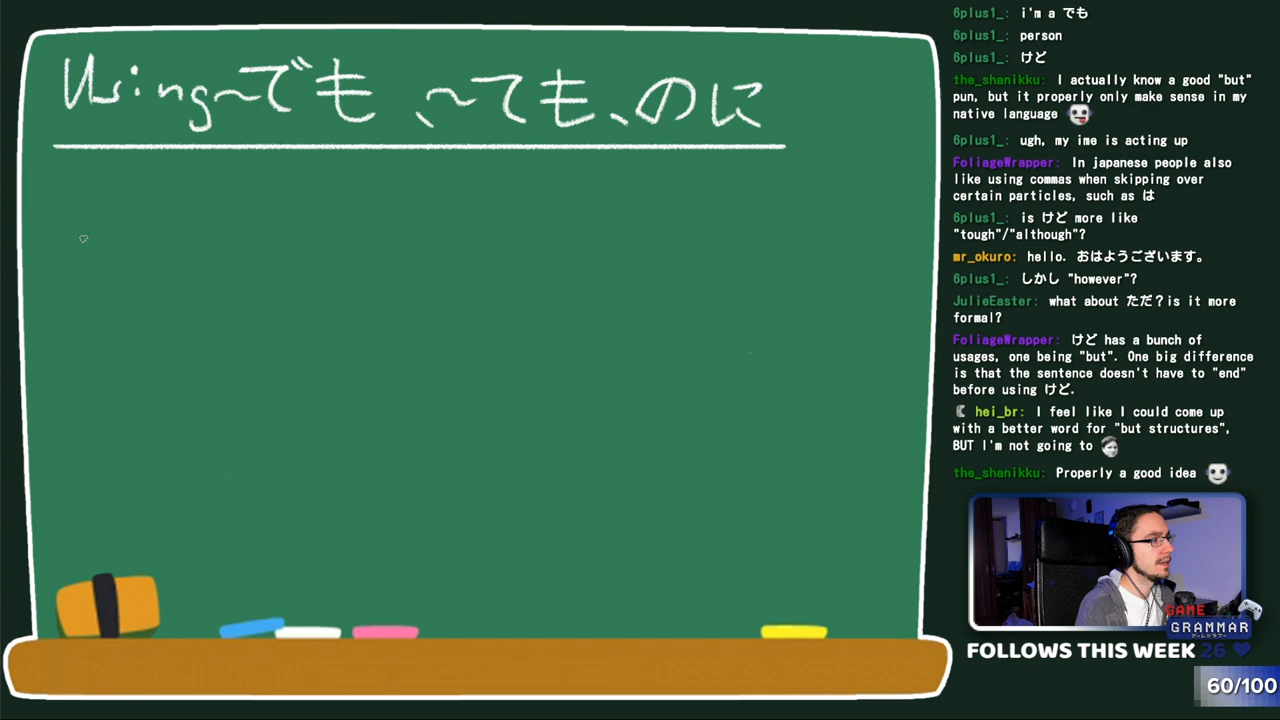 Using〜でも、〜ても、のに
6plus1_: i'm a でも
6plus1_: person
6plus1_: けど
the_shanikku: I actually know a good "but"
pun, but it properly only make sense in my
native language
6plus1_: ugh, my ime is acting up
FoliageWrapper: In japanese people also
like using commas when skipping over
certain particles, such as は
6plus1_: is けど more like
"tough"/"although"?
mr_okuro: hello. おはようございます。
6plus1_: しかし "however"?
JulieEaster: what about ただ？is it more
formal?
FoliageWrapper: けど has a bunch of
usages, one being "but". One big difference
is that the sentence doesn't have to "end"
before using けど.
hei_br: I feel like I could come up
with a better word for "but structures",
BUT I'm not going to
the_shanikku: Properly a good idea
GAME
GRAMMAR
ゲームグラマー
FOLLOWS THIS WEEK 26
60/100